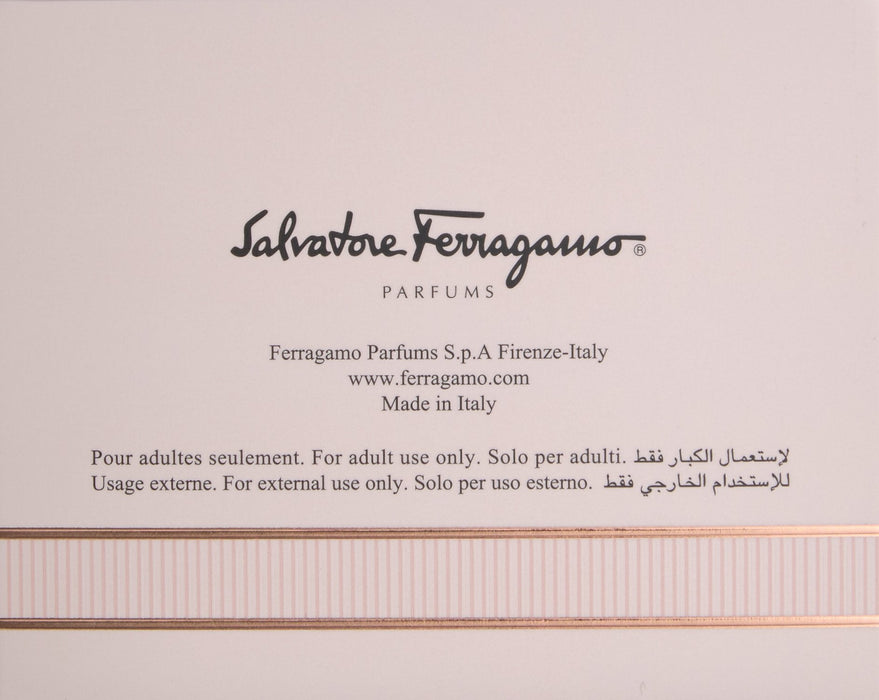 Salvatore Ferragamo®
PARFUMS
Ferragamo Parfums S.p.A Firenze-Italy
www.ferragamo.com
Made in Italy
Pour adultes seulement. For adult use only. Solo per adulti. لإستعمال الكبار فقط
Usage externe. For external use only. Solo per uso esterno. للإستخدام الخارجي فقط